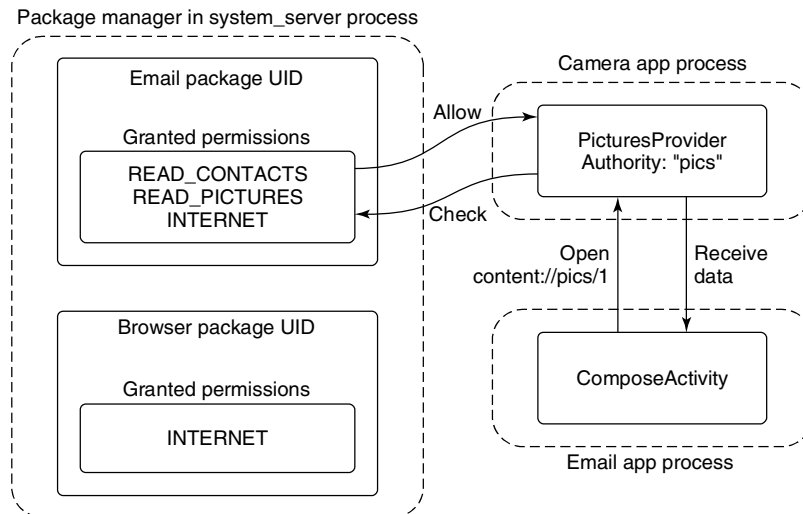 Package manager in system_server process
Email package UID
Granted permissions
READ_CONTACTS
READ_PICTURES
INTERNET
Browser package UID
Granted permissions
INTERNET
Allow
Check
Camera app process
PicturesProvider
Authority: "pics"
Open
content://pics/1
Receive
data
ComposeActivity
Email app process